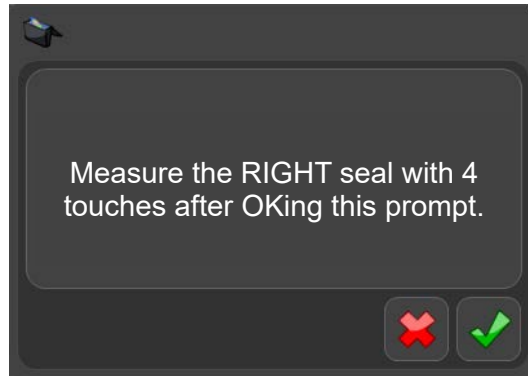 Measure the RIGHT seal with 4
touches after OKing this prompt.